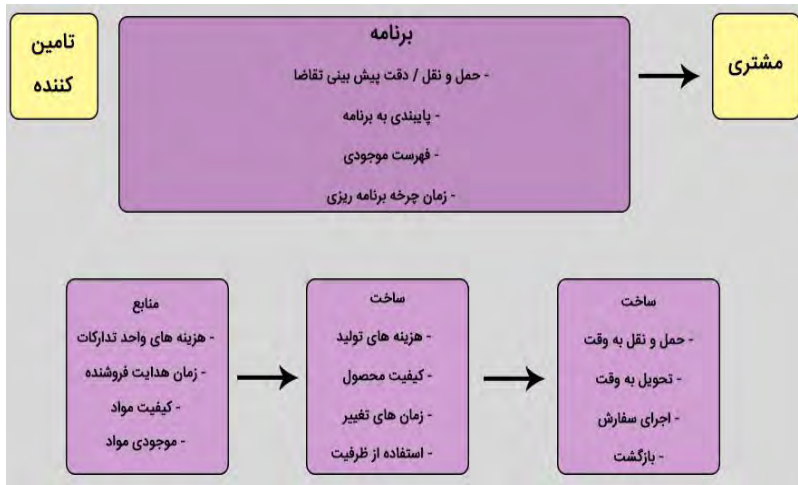 تامین
کننده
برنامه
- حمل و نقل / دقت پیش بینی تقاضا
- پایبندی به برنامه
- فهرست موجودی
- زمان چرخه برنامه ریزی
مشتری
منابع
- هزینه های واحد تدارکات
- زمان هدایت فروشنده
- کیفیت مواد
- موجودی مواد
ساخت
- هزینه های تولید
- کیفیت محصول
- زمان های تغییر
- استفاده از ظرفیت
ساخت
- حمل و نقل به وقت
- تحویل به وقت
- اجرای سفارش
- بازگشت